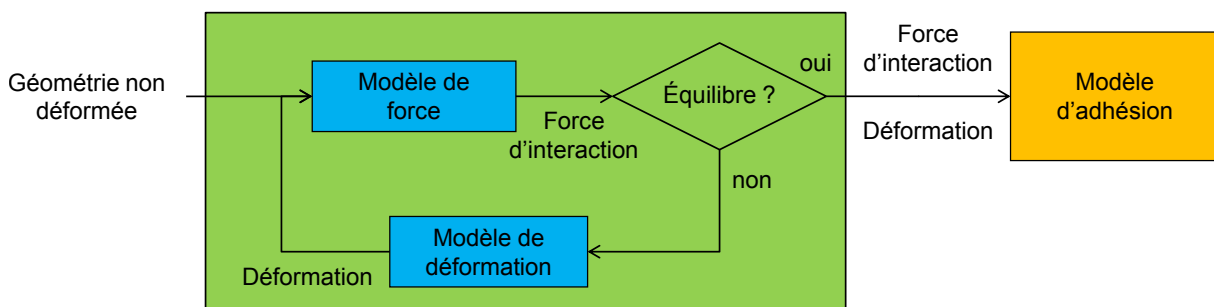 Géométrie non
déformée
Modèle de
force
Force
d'interaction
Équilibre ?
oui
non
Modèle de
déformation
Déformation
Force
d'interaction
Déformation
Modèle
d'adhésion